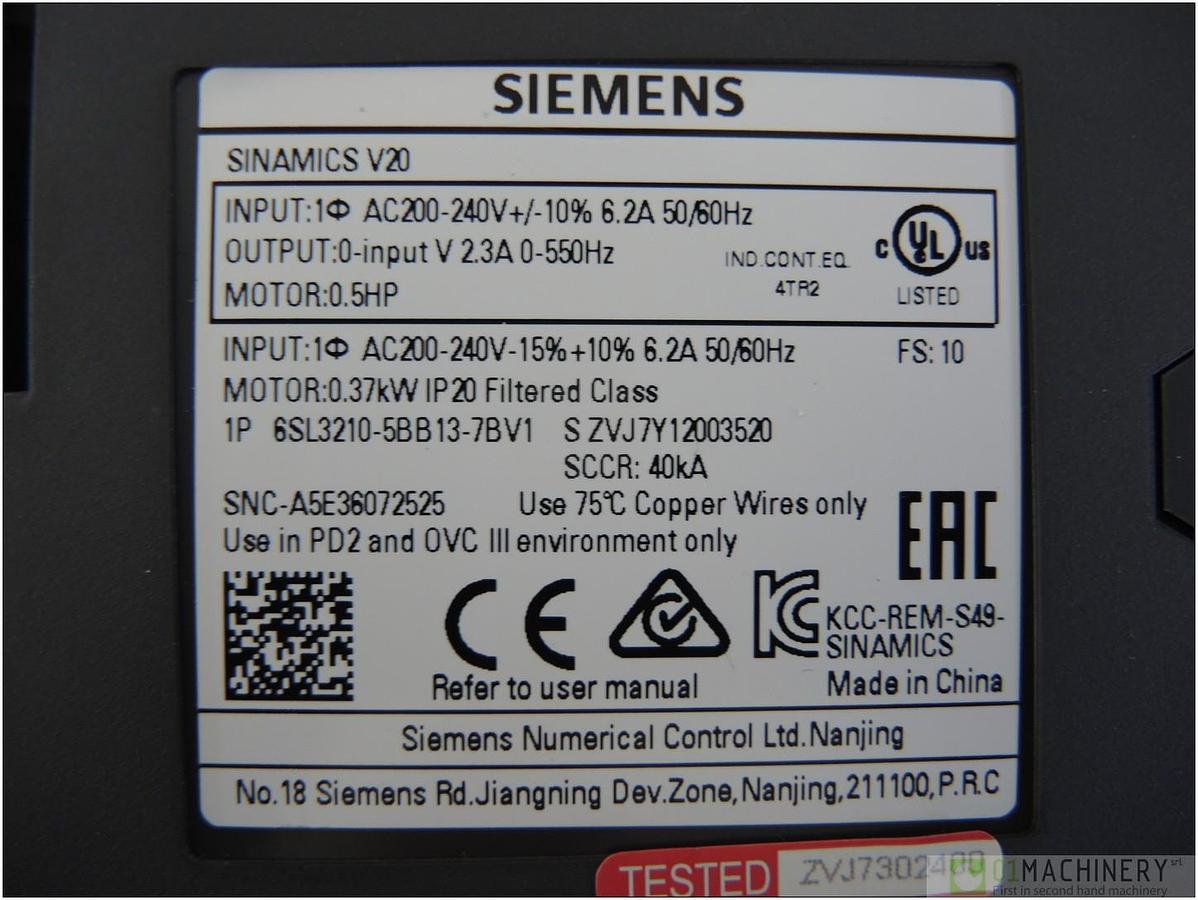 SIEMENS
SINAMICS V20
INPUT:1Φ AC200-240V+/-10% 6.2A 50/60Hz
OUTPUT:0-input V 2.3A 0-550Hz
MOTOR:0.5HP
IND.CONT.EQ.
4TR2
C UL US
LISTED
INPUT:1Φ AC200-240V-15%+10% 6.2A 50/60Hz
FS: 10
MOTOR:0.37kW IP20 Filtered Class
1P 6SL3210-5BB13-7BV1 S ZVJ7Y12003520
SCCR: 40kA
SNC-A5E36072525 Use 75℃ Copper Wires only
Use in PD2 and OVC III environment only
EAC
CE
KC
KCC-REM-S49-
SINAMICS
Refer to user manual
Made in China
Siemens Numerical Control Ltd.Nanjing
No.18 Siemens Rd.Jiangning Dev.Zone,Nanjing,211100,P.R.C
TESTED
01MACHINERY srl
First in second hand machinery